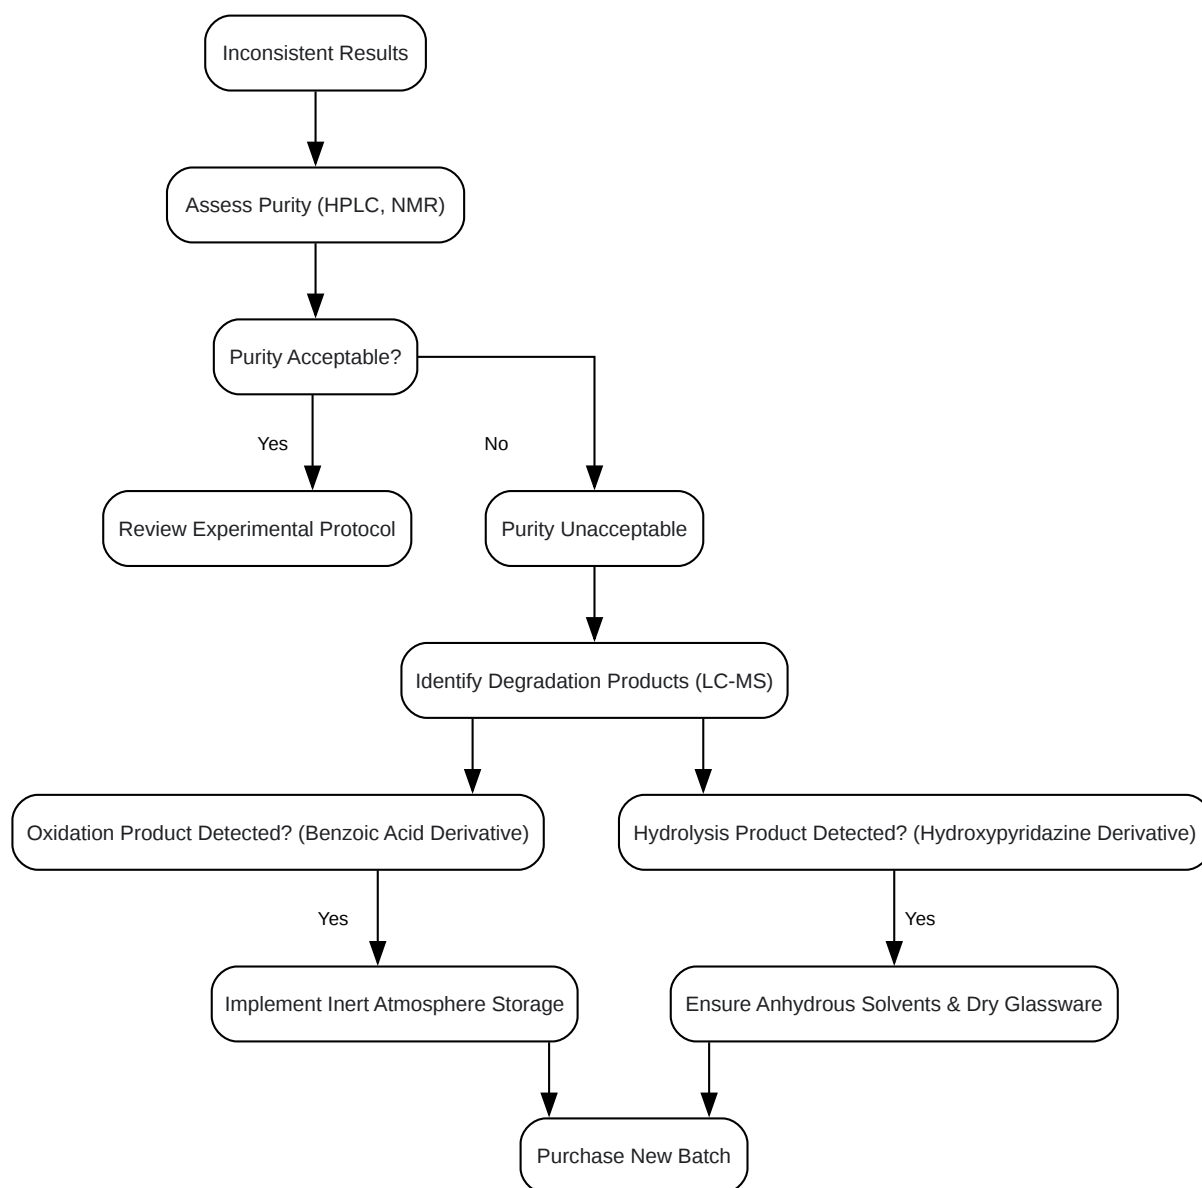 Inconsistent Results
Assess Purity (HPLC, NMR)
Purity Acceptable?
Yes
No
Review Experimental Protocol
Purity Unacceptable
Identify Degradation Products (LC-MS)
Oxidation Product Detected? (Benzoic Acid Derivative)
Hydrolysis Product Detected? (Hydroxypyridazine Derivative)
Yes
Yes
Implement Inert Atmosphere Storage
Ensure Anhydrous Solvents & Dry Glassware
Purchase New Batch